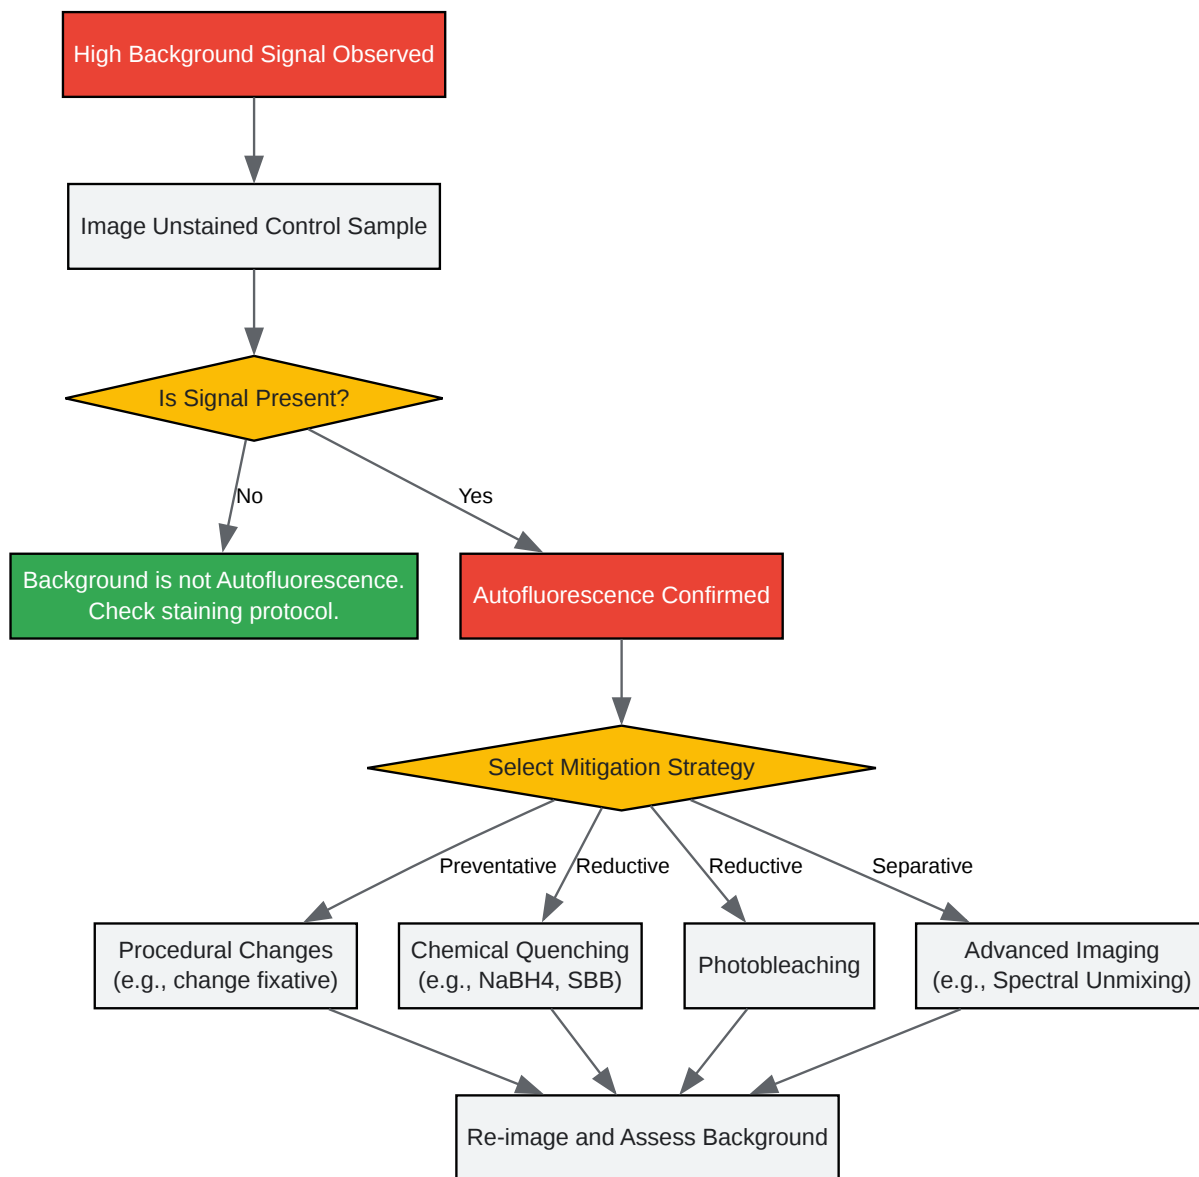 High Background Signal Observed
Image Unstained Control Sample
Is Signal Present?
No
Yes
Background is not Autofluorescence.
Check staining protocol.
Autofluorescence Confirmed
Select Mitigation Strategy
Preventative
Reductive
Reductive
Separative
Procedural Changes
(e.g., change fixative)
Chemical Quenching
(e.g., NaBH4, SBB)
Photobleaching
Advanced Imaging
(e.g., Spectral Unmixing)
Re-image and Assess Background